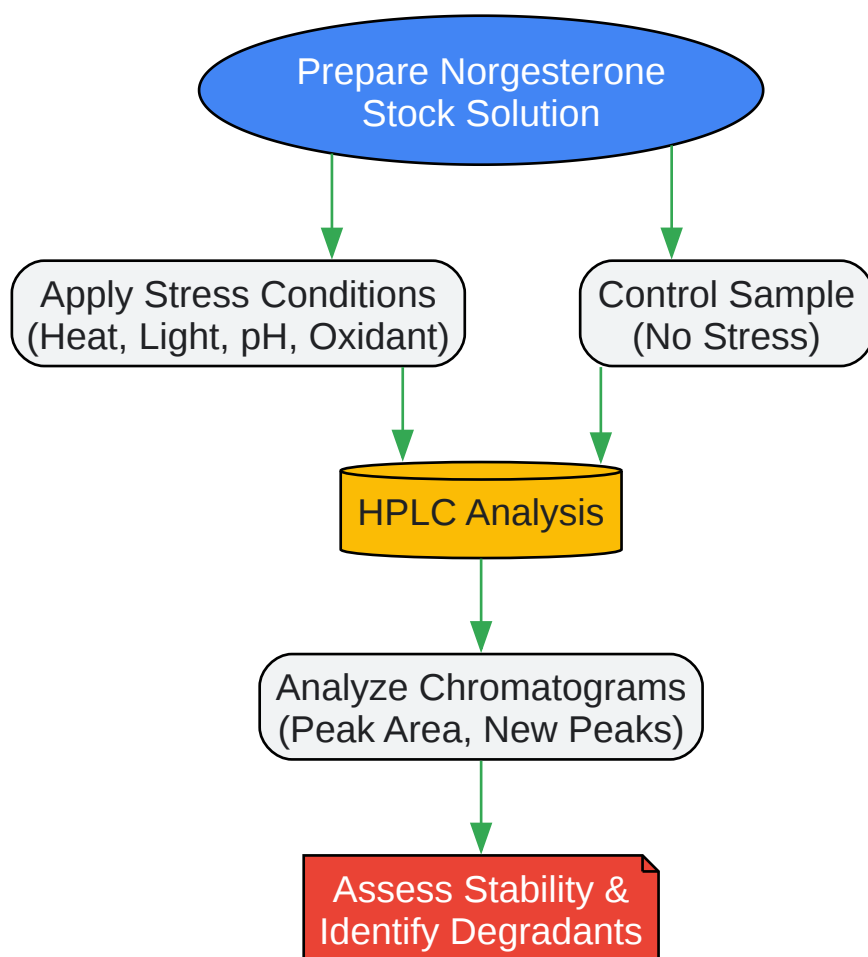 Prepare Norgesterone
Stock Solution
Apply Stress Conditions
(Heat, Light, pH, Oxidant)
Control Sample
(No Stress)
HPLC Analysis
Analyze Chromatograms
(Peak Area, New Peaks)
Assess Stability &
Identify Degradants